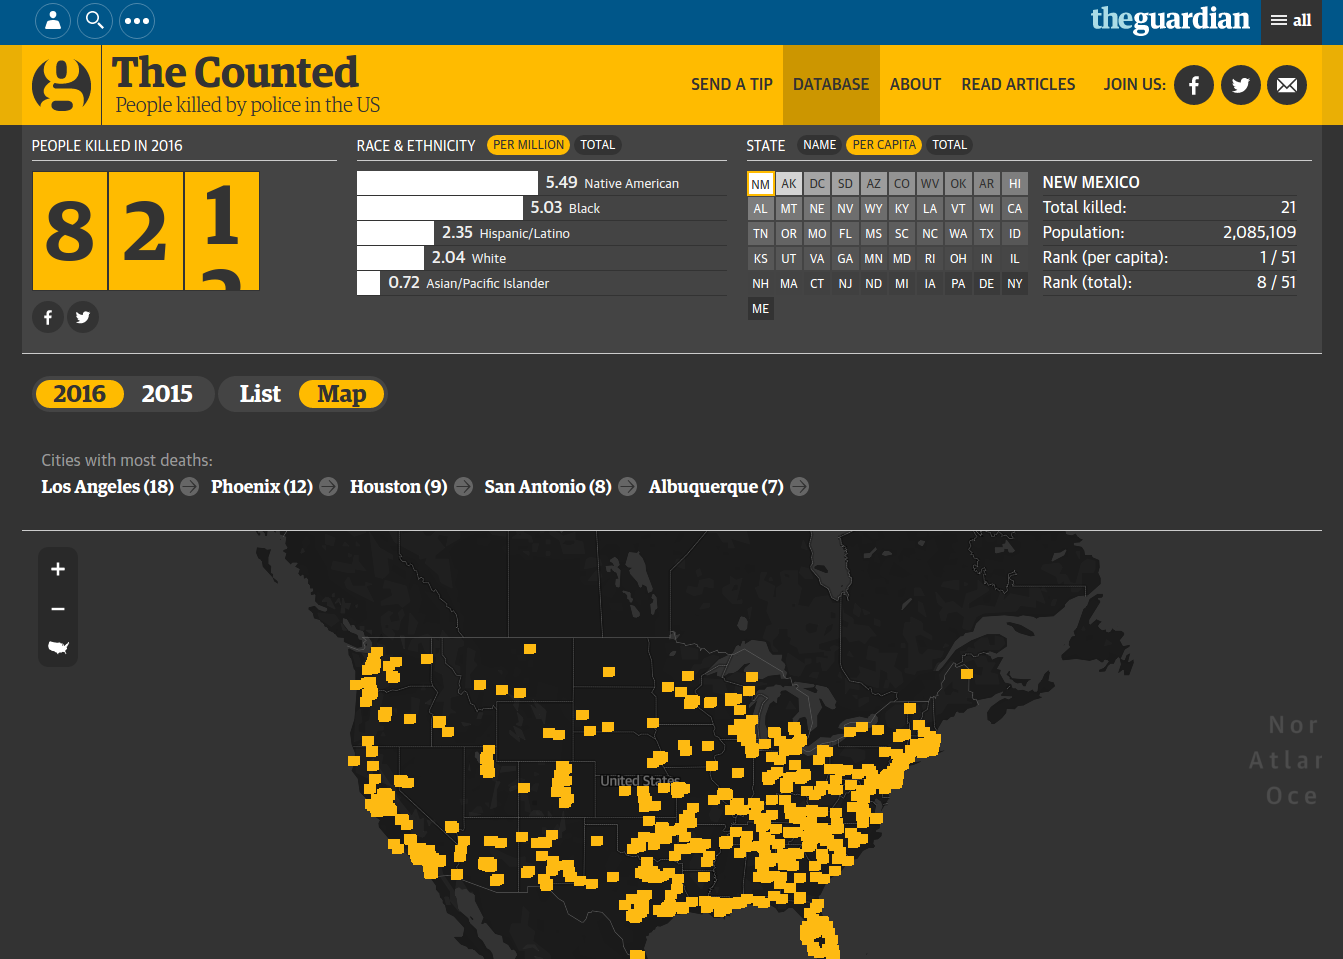 theguardian
all
The Counted
People killed by police in the US
SEND A TIP
DATABASE
ABOUT
READ ARTICLES
JOIN US:
PEOPLE KILLED IN 2016
8 2 1
RACE & ETHNICITY PER MILLION TOTAL
5.49 Native American
5.03 Black
2.35 Hispanic/Latino
2.04 White
0.72 Asian/Pacific Islander
STATE NAME PER CAPITA TOTAL
NM AK DC SD AZ CO WV OK AR HI
AL MT NE NV WY KY LA VT WI CA
TN OR MO FL MS SC NC WA TX ID
KS UT VA GA MN MD RI OH IN IL
NH MA CT NJ ND MI IA PA DE NY
ME
NEW MEXICO
Total killed: 21
Population: 2,085,109
Rank (per capita): 1 / 51
Rank (total): 8 / 51
2016 2015 List Map
Cities with most deaths:
Los Angeles (18) Phoenix (12) Houston (9) San Antonio (8) Albuquerque (7)
+
−
United States
Nor
Atlar
Oce